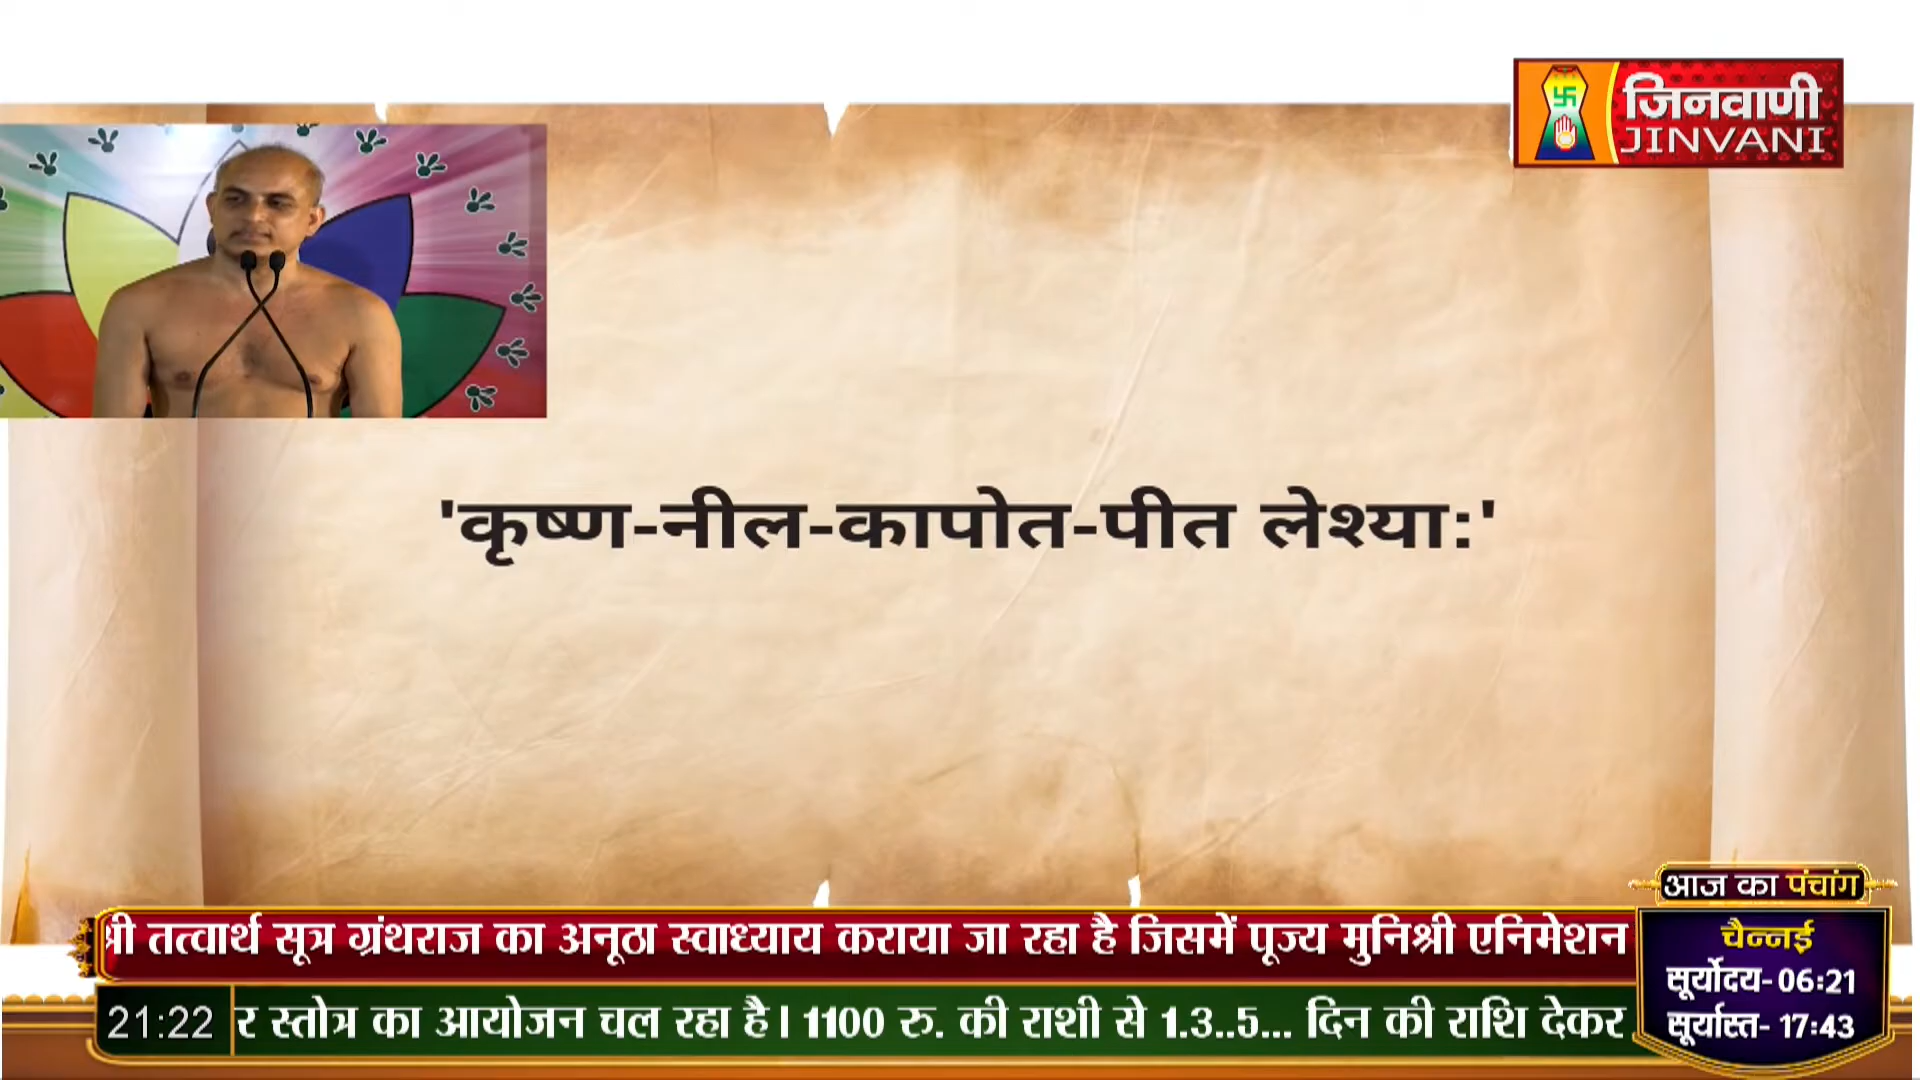 जिनवाणी
JINVANI
'कृष्ण-नील-कापोत-पीत लेश्या:'
आज का पंचांग
चैन्नई
सूर्योदय- 06:21
सूर्यास्त- 17:43
श्री तत्वार्थ सूत्र ग्रंथराज का अनूठा स्वाध्याय कराया जा रहा है जिसमें पूज्य मुनिश्री एनिमेशन
21:22
र स्तोत्र का आयोजन चल रहा है। 1100 रु. की राशी से 1.3..5... दिन की राशि देकर